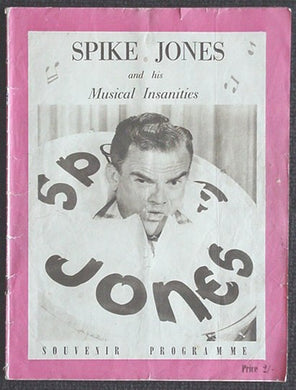 SPIKE JONES
and his
Musical Insanities
Sp
Jones
SOUVENIR PROGRAMME
Price 2/-